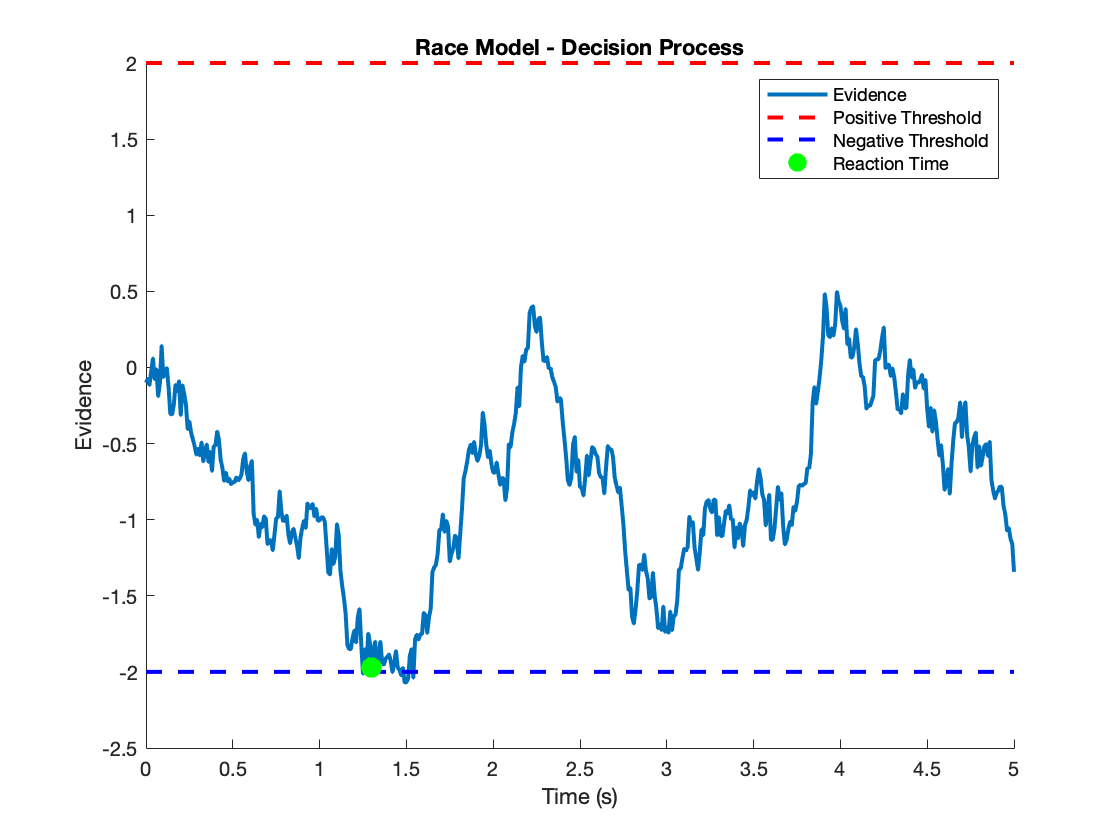 Race Model - Decision Process
2
1.5
1
0.5
0
-0.5
-1
-1.5
-2
-2.5
Evidence
Evidence
Positive Threshold
Negative Threshold
Reaction Time
0 0.5 1 1.5 2 2.5 3 3.5 4 4.5 5
Time (s)